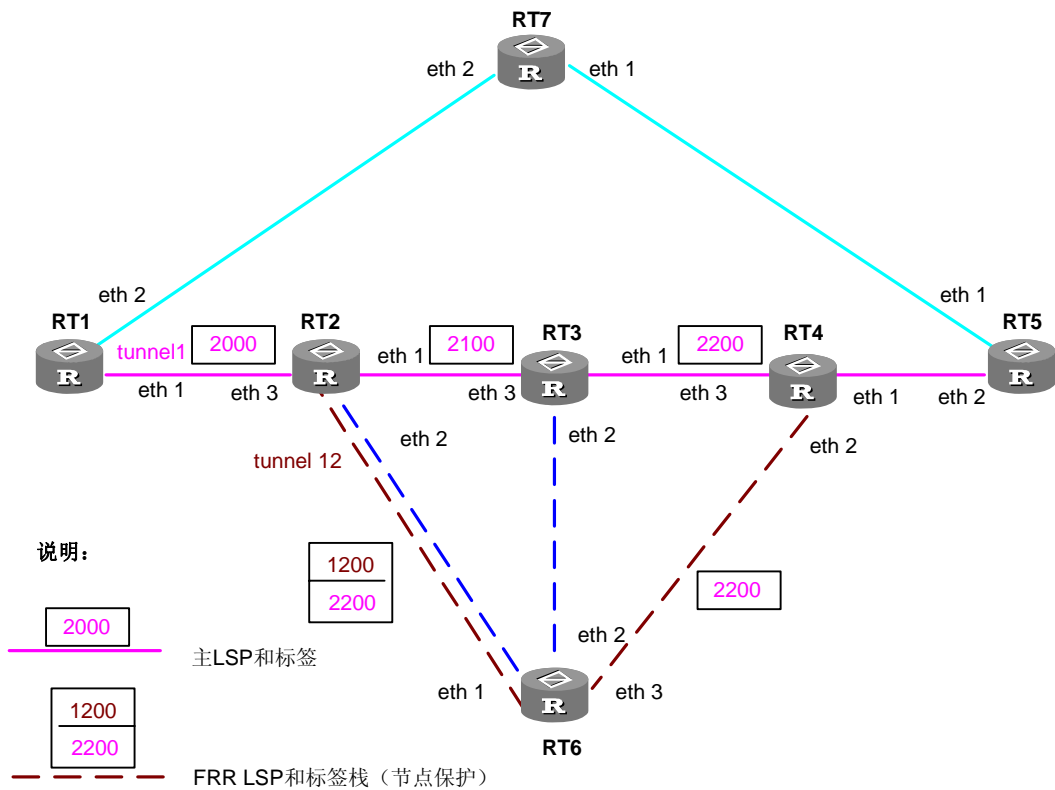 RT7
eth 2
eth 1
R
eth 2
eth 1
RT1
RT2
RT3
RT4
RT5
tunnel1
2000
2100
2200
R
R
R
R
R
eth 1
eth 3
eth 1
eth 3
eth 1
eth 3
eth 1
eth 2
eth 2
eth 2
eth 2
tunnel 12
说明：
1200
2200
2200
2000
主LSP和标签
eth 2
eth 1
eth 3
R
RT6
1200
2200
FRR LSP和标签栈（节点保护）